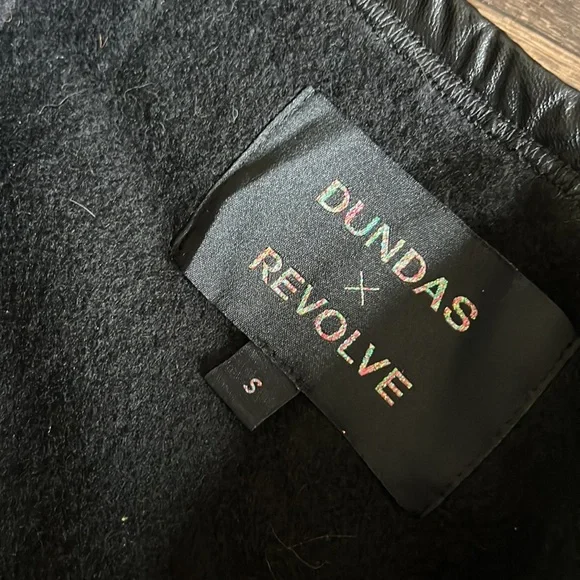 DUNDAS
×
REVOLVE
S